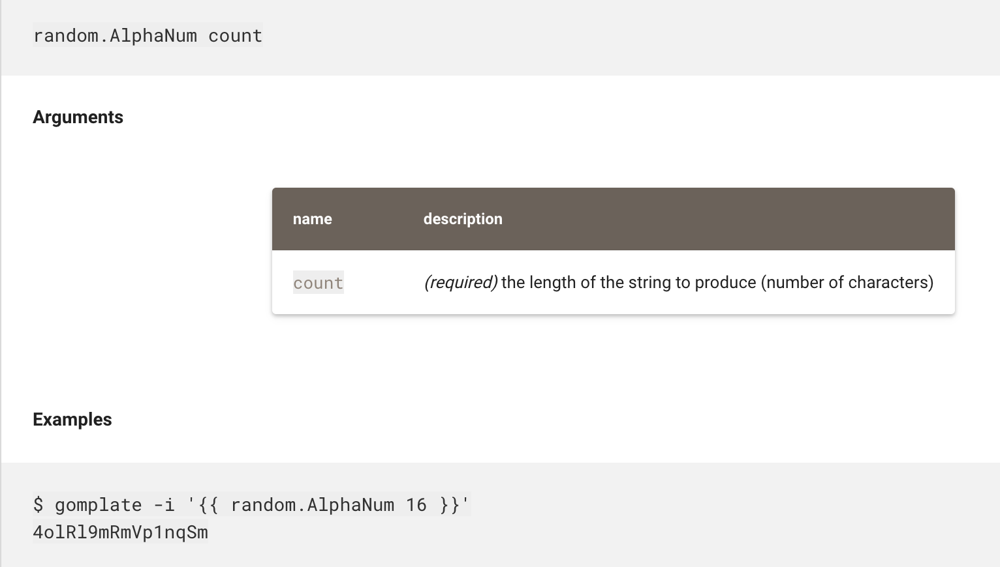 random.AlphaNum count
Arguments
name description
count (required) the length of the string to produce (number of characters)
Examples
$ gomplate -i '{{ random.AlphaNum 16 }}'
4olRl9mRmVp1nqSm